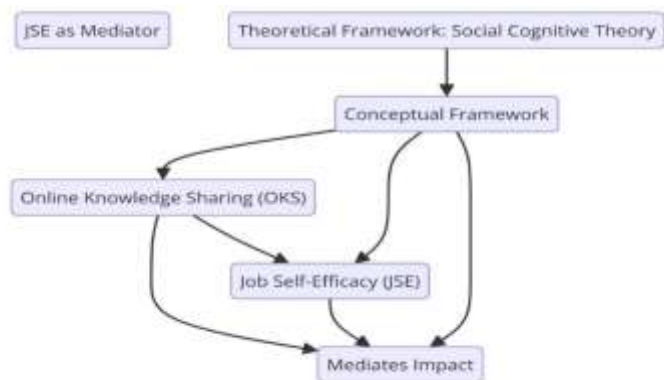 JSE as Mediator
Theoretical Framework: Social Cognitive Theory
Conceptual Framework
Online Knowledge Sharing (OKS)
Job Self-Efficacy (JSE)
Mediates Impact